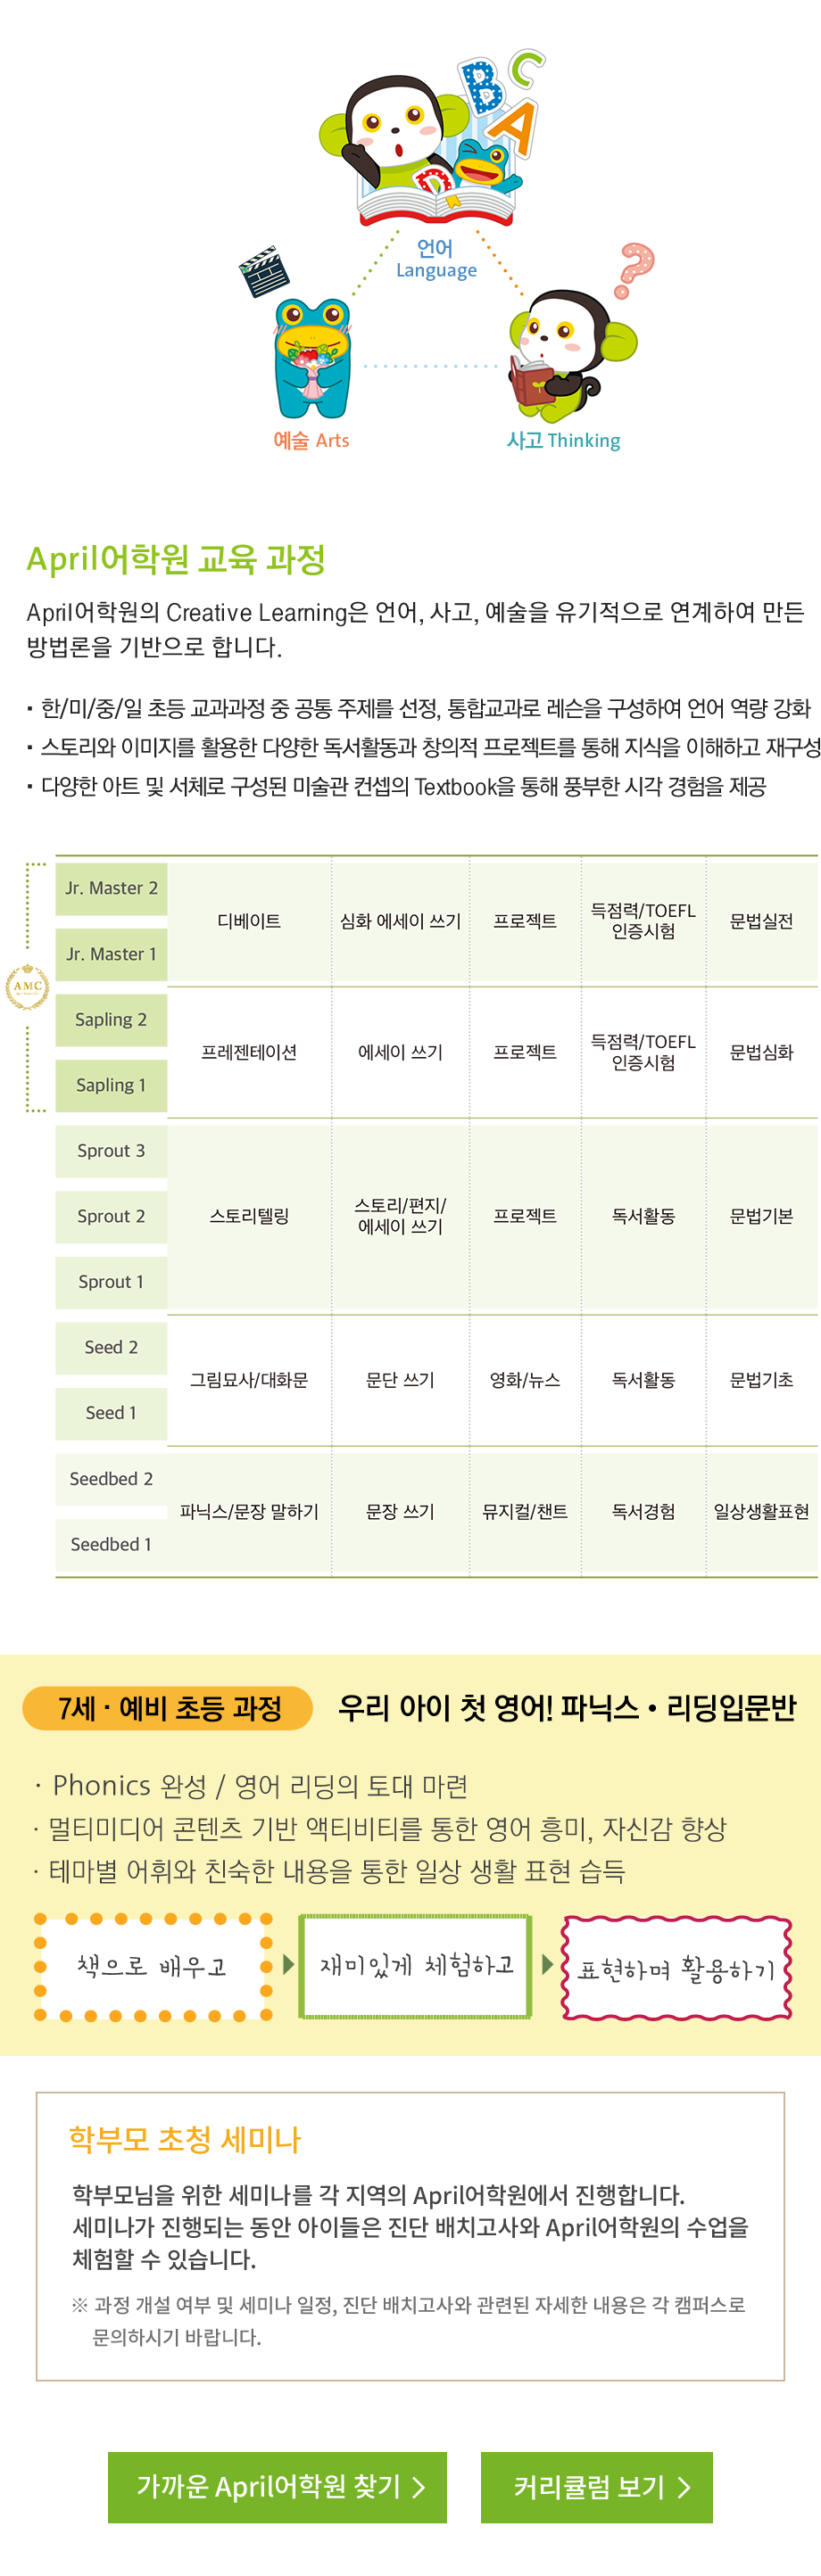 B
C
A
D
언어
Language
?
예술 Arts
사고 Thinking
April어학원 교육 과정
April어학원의 Creative Learning은 언어, 사고, 예술을 유기적으로 연계하여 만든
방법론을 기반으로 합니다.
· 한/미/중/일 초등 교과과정 중 공통 주제를 선정, 통합교과로 레슨을 구성하여 언어 역량 강화
· 스토리와 이미지를 활용한 다양한 독서활동과 창의적 프로젝트를 통해 지식을 이해하고 재구성
· 다양한 아트 및 서체로 구성된 미술관 컨셉의 Textbook을 통해 풍부한 시각 경험을 제공
AMC
Jr. Master 2
Jr. Master 1
디베이트
심화 에세이 쓰기
프로젝트
득점력/TOEFL
인증시험
문법실전
Sapling 2
Sapling 1
프레젠테이션
에세이 쓰기
프로젝트
득점력/TOEFL
인증시험
문법심화
Sprout 3
Sprout 2
Sprout 1
스토리텔링
스토리/편지/
에세이 쓰기
프로젝트
독서활동
문법기본
Seed 2
Seed 1
그림묘사/대화문
문단 쓰기
영화/뉴스
독서활동
문법기초
Seedbed 2
Seedbed 1
파닉스/문장 말하기
문장 쓰기
뮤지컬/챈트
독서경험
일상생활표현
7세 · 예비 초등 과정
우리 아이 첫 영어! 파닉스 • 리딩입문반
· Phonics 완성 / 영어 리딩의 토대 마련
· 멀티미디어 콘텐츠 기반 액티비티를 통한 영어 흥미, 자신감 향상
· 테마별 어휘와 친숙한 내용을 통한 일상 생활 표현 습득
책으로 배우고
재미있게 체험하고
표현하며 활용하기
학부모 초청 세미나
학부모님을 위한 세미나를 각 지역의 April어학원에서 진행합니다.
세미나가 진행되는 동안 아이들은 진단 배치고사와 April어학원의 수업을
체험할 수 있습니다.
※ 과정 개설 여부 및 세미나 일정, 진단 배치고사와 관련된 자세한 내용은 각 캠퍼스로
문의하시기 바랍니다.
가까운 April어학원 찾기 >
커리큘럼 보기 >